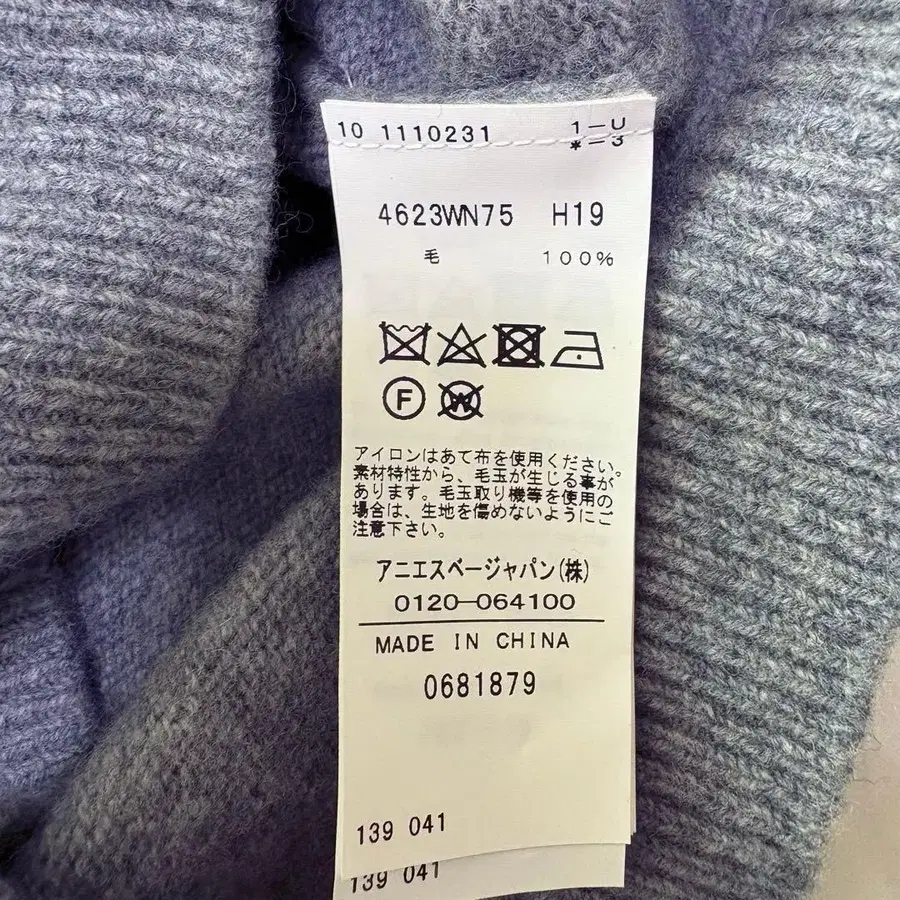 10 1110231 1-U
*-3
4623WN75 H19
毛 100%
F W
アイロンはあて布を使用ください。
素材特性から、毛玉が生じる事が
あります。毛玉取り機等を使用の
場合は、生地を傷めないようにご
注意下さい。
アニエスベージャパン(株)
0120-064100
MADE IN CHINA
0681879
139 041
139 041